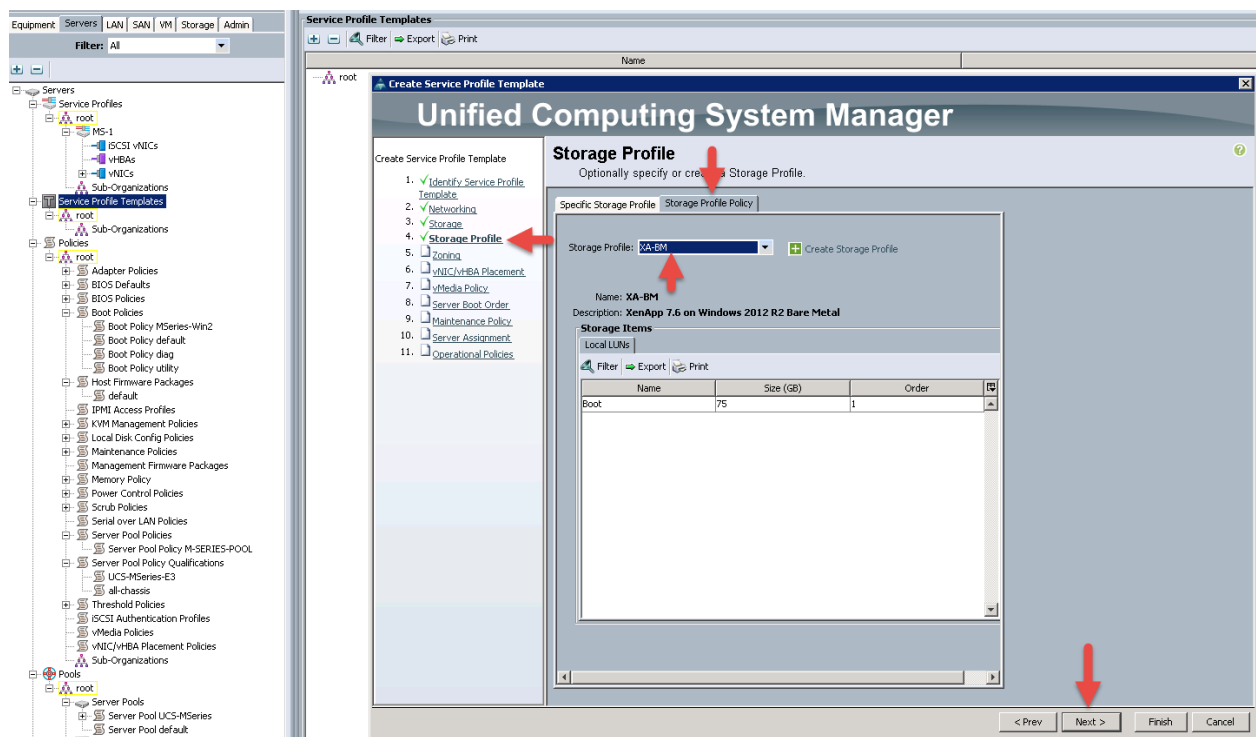 Equipment Servers LAN SAN VM Storage Admin
Filter: All
Servers
Service Profiles
root
MS-1
iSCSI vNICs
vHBAs
vNICs
Sub-Organizations
Service Profile Templates
root
Sub-Organizations
Policies
root
Adapter Policies
BIOS Defaults
BIOS Policies
Boot Policies
Boot Policy MSeries-Win2
Boot Policy default
Boot Policy diag
Boot Policy utility
Host Firmware Packages
default
IPMI Access Profiles
KVM Management Policies
Local Disk Config Policies
Maintenance Policies
Management Firmware Packages
Memory Policy
Power Control Policies
Scrub Policies
Serial over LAN Policies
Server Pool Policies
Server Pool Policy M-SERIES-POOL
Server Pool Policy Qualifications
UCS-MSeries-E3
all-chassis
Threshold Policies
iSCSI Authentication Profiles
vMedia Policies
vNIC/vHBA Placement Policies
Sub-Organizations
Pools
root
Server Pools
Server Pool UCS-MSeries
Server Pool default
Service Profile Templates
Filter Export Print
Name
root
Create Service Profile Template
Unified Computing System Manager
Create Service Profile Template
1. Identify Service Profile
Template
2. Networking
3. Storage
4. Storage Profile
5. Zoning
6. vNIC/vHBA Placement
7. vMedia Policy
8. Server Boot Order
9. Maintenance Policy
10. Server Assignment
11. Operational Policies
Storage Profile
Optionally specify or create a Storage Profile.
Specific Storage Profile Storage Profile Policy
Storage Profile: XA-BM Create Storage Profile
Name: XA-BM
Description: XenApp 7.6 on Windows 2012 R2 Bare Metal
Storage Items
Local LUNs
Filter Export Print
Name Size (GB) Order
Boot 75 1
< Prev Next > Finish Cancel